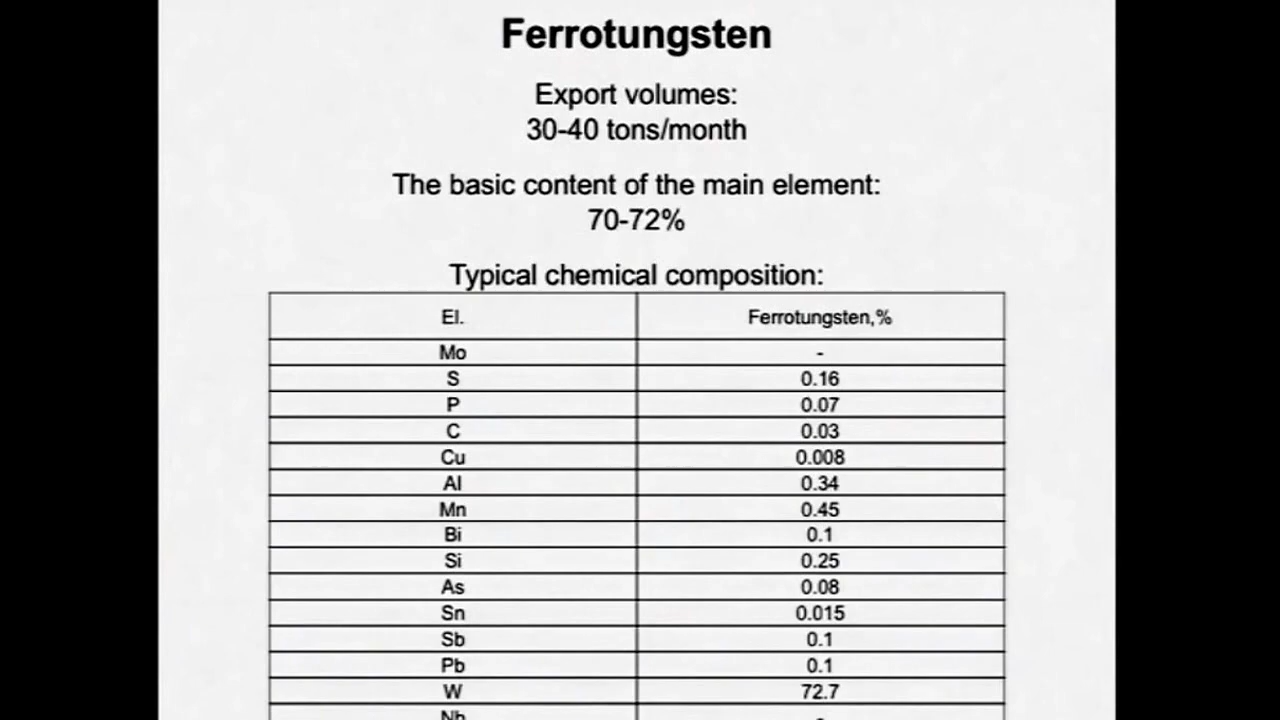 Ferrotungsten
Export volumes:
30-40 tons/month
The basic content of the main element:
70-72%
Typical chemical composition:
El. Ferrotungsten,%
Mo -
S 0.16
P 0.07
C 0.03
Cu 0.008
Al 0.34
Mn 0.45
Bi 0.1
Si 0.25
As 0.08
Sn 0.015
Sb 0.1
Pb 0.1
W 72.7
Nb -